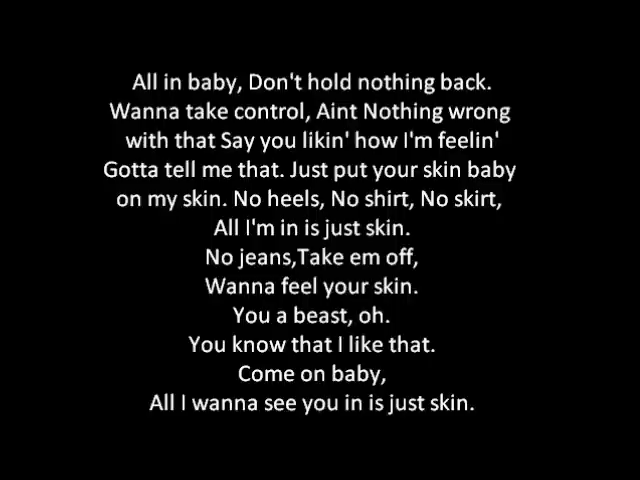 All in baby, Don't hold nothing back.
Wanna take control, Aint Nothing wrong
with that Say you likin' how I'm feelin'
Gotta tell me that. Just put your skin baby
on my skin. No heels, No shirt, No skirt,
All I'm in is just skin.
No jeans,Take em off,
Wanna feel your skin.
You a beast, oh.
You know that I like that.
Come on baby,
All I wanna see you in is just skin.